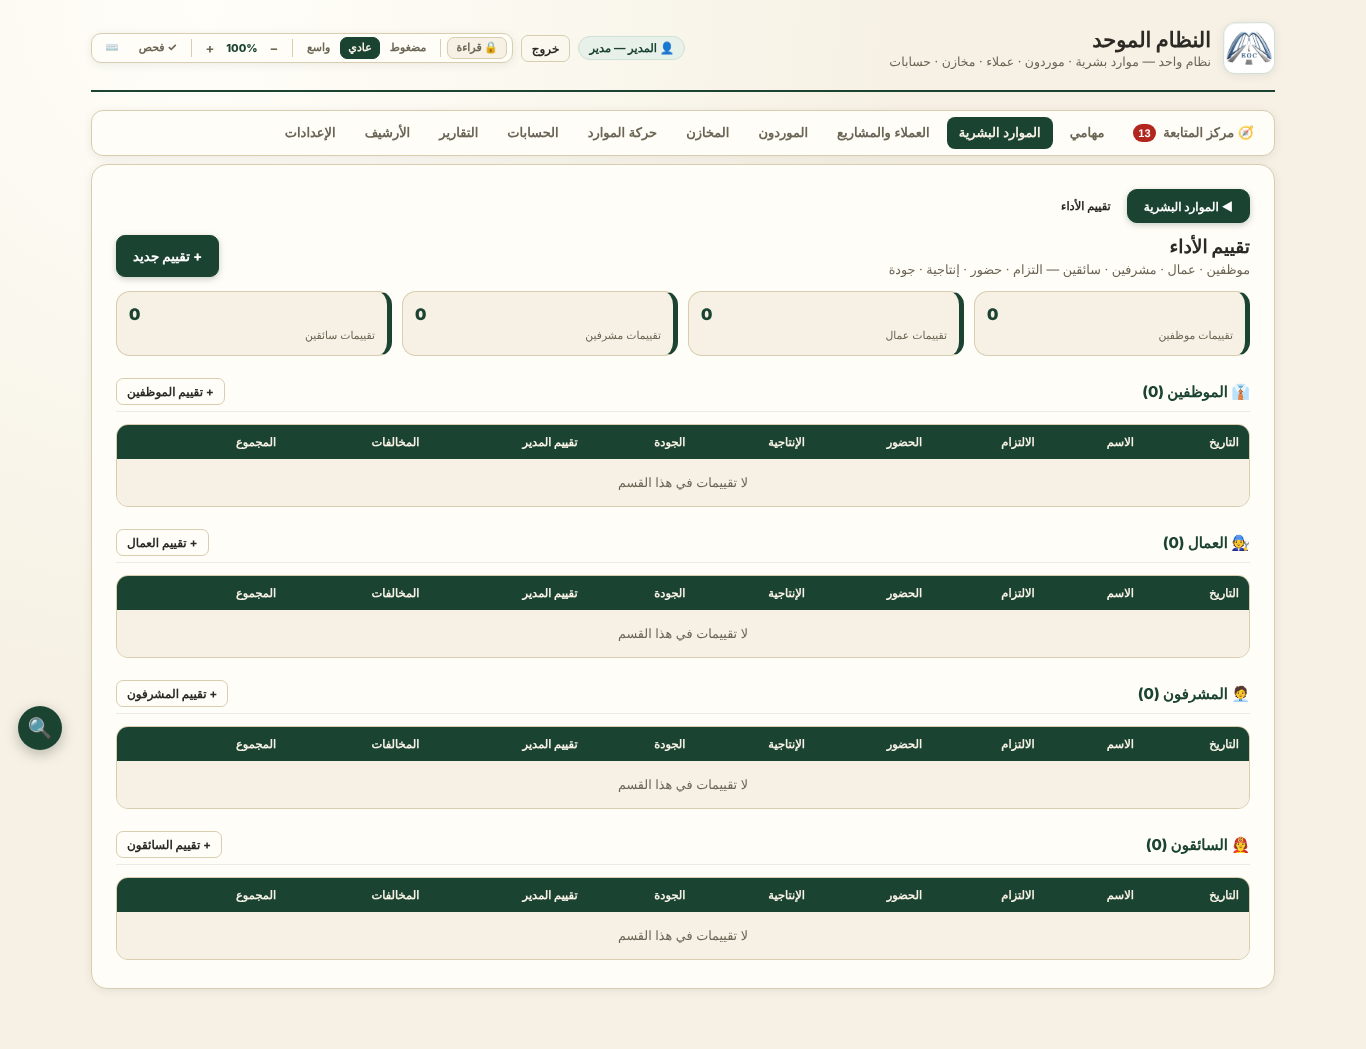 النظام الموحد
نظام واحد — موارد بشرية · موردون · عملاء · مخازن · حسابات
ROC
👤 المدير — مدير
خروج
🔒 قراءة
مضغوط
عادي
واسع
− 100% +
✓ فحص
🧭 مركز المتابعة 13
مهامي
الموارد البشرية
العملاء والمشاريع
الموردون
المخازن
حركة الموارد
الحسابات
التقارير
الأرشيف
الإعدادات
◀ الموارد البشرية
تقييم الأداء
تقييم الأداء
موظفين · عمال · مشرفين · سائقين — التزام · حضور · إنتاجية · جودة
+ تقييم جديد
0
تقييمات موظفين
0
تقييمات عمال
0
تقييمات مشرفين
0
تقييمات سائقين
👔 الموظفين (0)
+ تقييم الموظفين
التاريخ الاسم الالتزام الحضور الإنتاجية الجودة تقييم المدير المخالفات المجموع
لا تقييمات في هذا القسم
👷 العمال (0)
+ تقييم العمال
التاريخ الاسم الالتزام الحضور الإنتاجية الجودة تقييم المدير المخالفات المجموع
لا تقييمات في هذا القسم
🧑‍💼 المشرفون (0)
+ تقييم المشرفون
التاريخ الاسم الالتزام الحضور الإنتاجية الجودة تقييم المدير المخالفات المجموع
لا تقييمات في هذا القسم
السائقون (0)
+ تقييم السائقون
التاريخ الاسم الالتزام الحضور الإنتاجية الجودة تقييم المدير المخالفات المجموع
لا تقييمات في هذا القسم